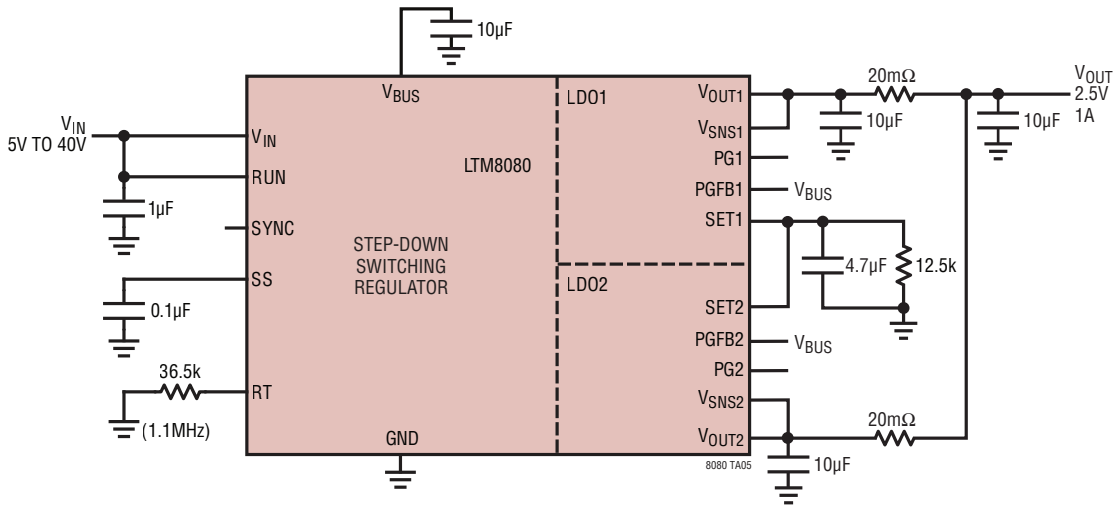 10µF
VBUS
VIN
5V TO 40V
VIN
RUN
1µF
SYNC
SS
0.1µF
36.5k
RT
(1.1MHz)
GND
LTM8080
STEP-DOWN
SWITCHING
REGULATOR
LDO1
LDO2
VOUT1
VSNS1
PG1
PGFB1
VBUS
SET1
SET2
PGFB2
VBUS
PG2
VSNS2
VOUT2
20mΩ
10µF
VOUT
2.5V
1A
10µF
4.7µF
12.5k
20mΩ
10µF
8080 TA05